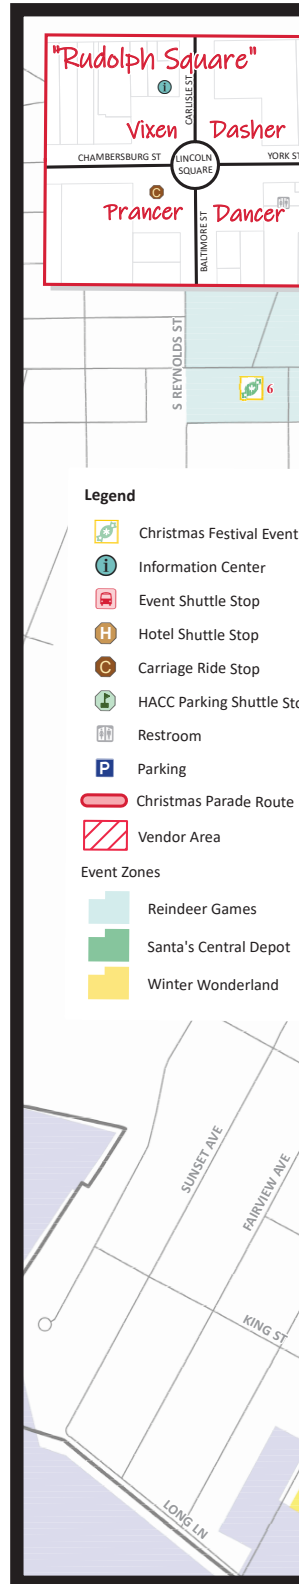 "Rudolph Square"
CARLISLE ST
Vixen
Dasher
CHAMBERSBURG ST
LINCOLN
SQUARE
YORK ST
C
Prancer
Dancer
BALTIMORE ST
S REYNOLDS ST
6
Legend
Christmas Festival Event
i Information Center
Event Shuttle Stop
H Hotel Shuttle Stop
C Carriage Ride Stop
HACC Parking Shuttle Sto
Restroom
P Parking
Christmas Parade Route
Vendor Area
Event Zones
Reindeer Games
Santa's Central Depot
Winter Wonderland
SUNSET AVE
FAIRVIEW AVE
KING ST
LONG LN